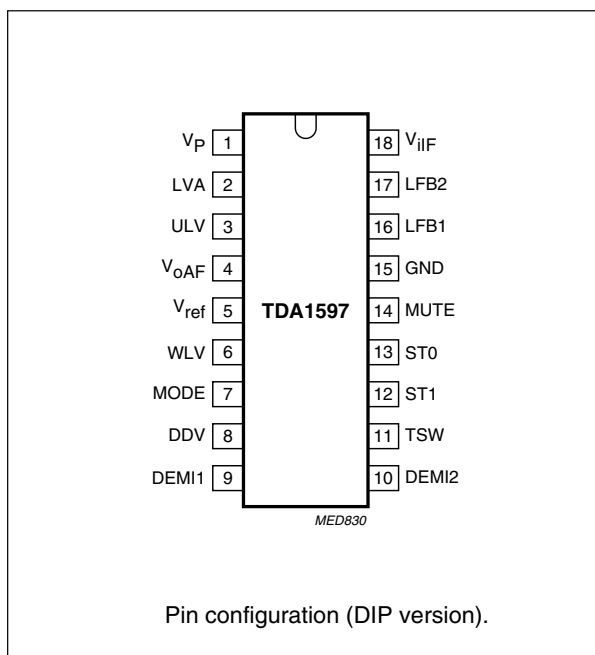 V_P 1
LVA 2
ULV 3
V_oAF 4
V_ref 5
WLV 6
MODE 7
DDV 8
DEMI1 9
TDA1597
18 V_iIF
17 LFB2
16 LFB1
15 GND
14 MUTE
13 ST0
12 ST1
11 TSW
10 DEMI2
MED830
Pin configuration (DIP version).